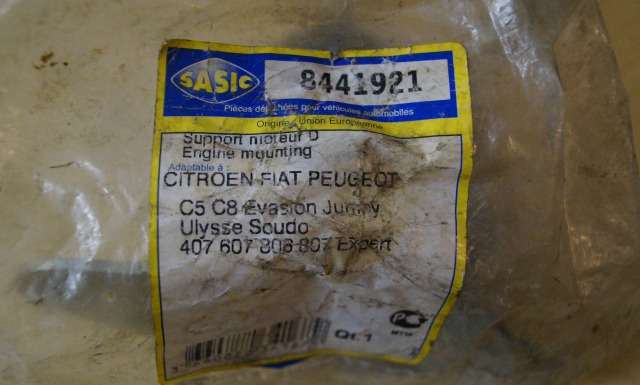 SASIC
8441921
Pièces détachées pour véhicules automobiles
Origine: Union Européenne
Support moteur D
Engine mounting
Adaptable à :
CITROEN FIAT PEUGEOT
C5 C8 Evasion Jumpy
Ulysse Scudo
407 607 806 807 Expert
Qt.1